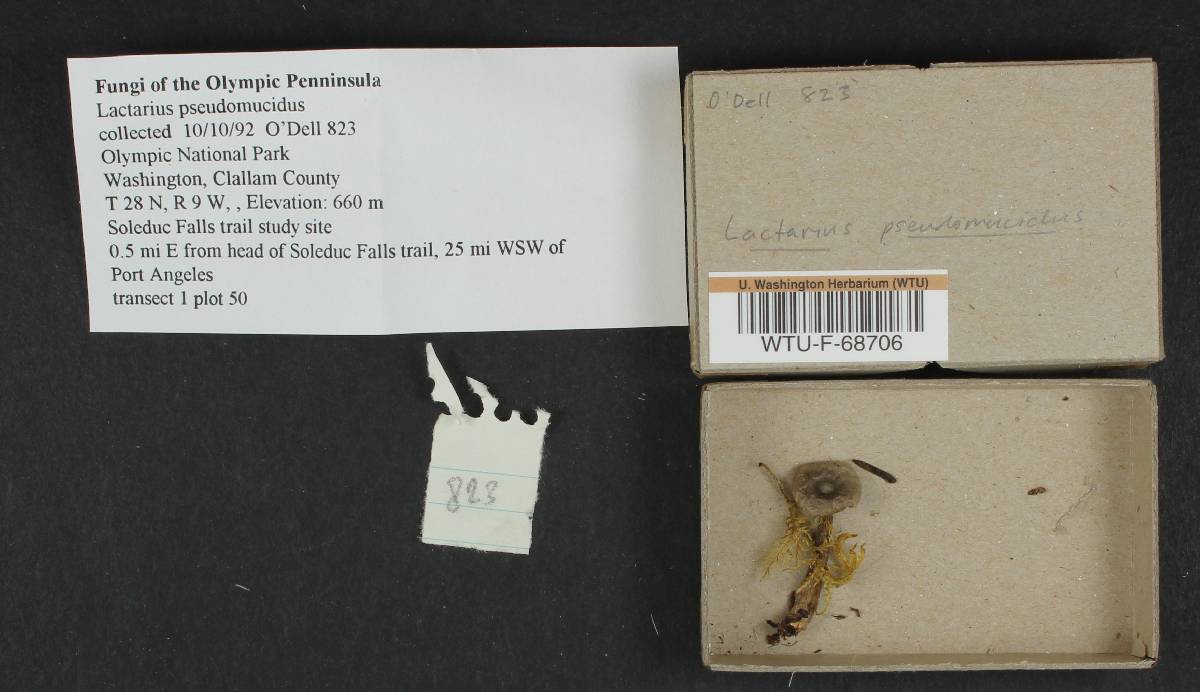 Fungi of the Olympic Penninsula
Lactarius pseudomucidus
collected 10/10/92 O'Dell 823
Olympic National Park
Washington, Clallam County
T 28 N, R 9 W, , Elevation: 660 m
Soleduc Falls trail study site
0.5 mi E from head of Soleduc Falls trail, 25 mi WSW of
Port Angeles
transect 1 plot 50
O'Dell 823
Lactarius pseudomucidus
U. Washington Herbarium (WTU)
WTU-F-68706
823